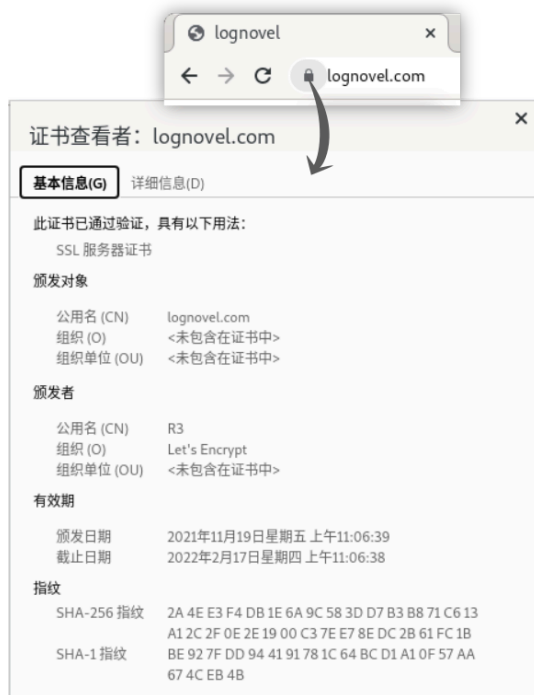 lognovel
lognovel.com
证书查看者：lognovel.com
基本信息(G) 详细信息(D)
此证书已通过验证，具有以下用法：
SSL 服务器证书
颁发对象
公用名 (CN) lognovel.com
组织 (O) <未包含在证书中>
组织单位 (OU) <未包含在证书中>
颁发者
公用名 (CN) R3
组织 (O) Let's Encrypt
组织单位 (OU) <未包含在证书中>
有效期
颁发日期 2021年11月19日星期五 上午11:06:39
截止日期 2022年2月17日星期四 上午11:06:38
指纹
SHA-256 指纹 2A 4E E3 F4 DB 1E 6A 9C 58 3D D7 B3 B8 71 C6 13
A1 2C 2F 0E 2E 19 00 C3 7E E7 8E DC 2B 61 FC 1B
SHA-1 指纹 BE 92 7F DD 94 41 91 78 1C 64 BC D1 A1 0F 57 AA
67 4C EB 4B